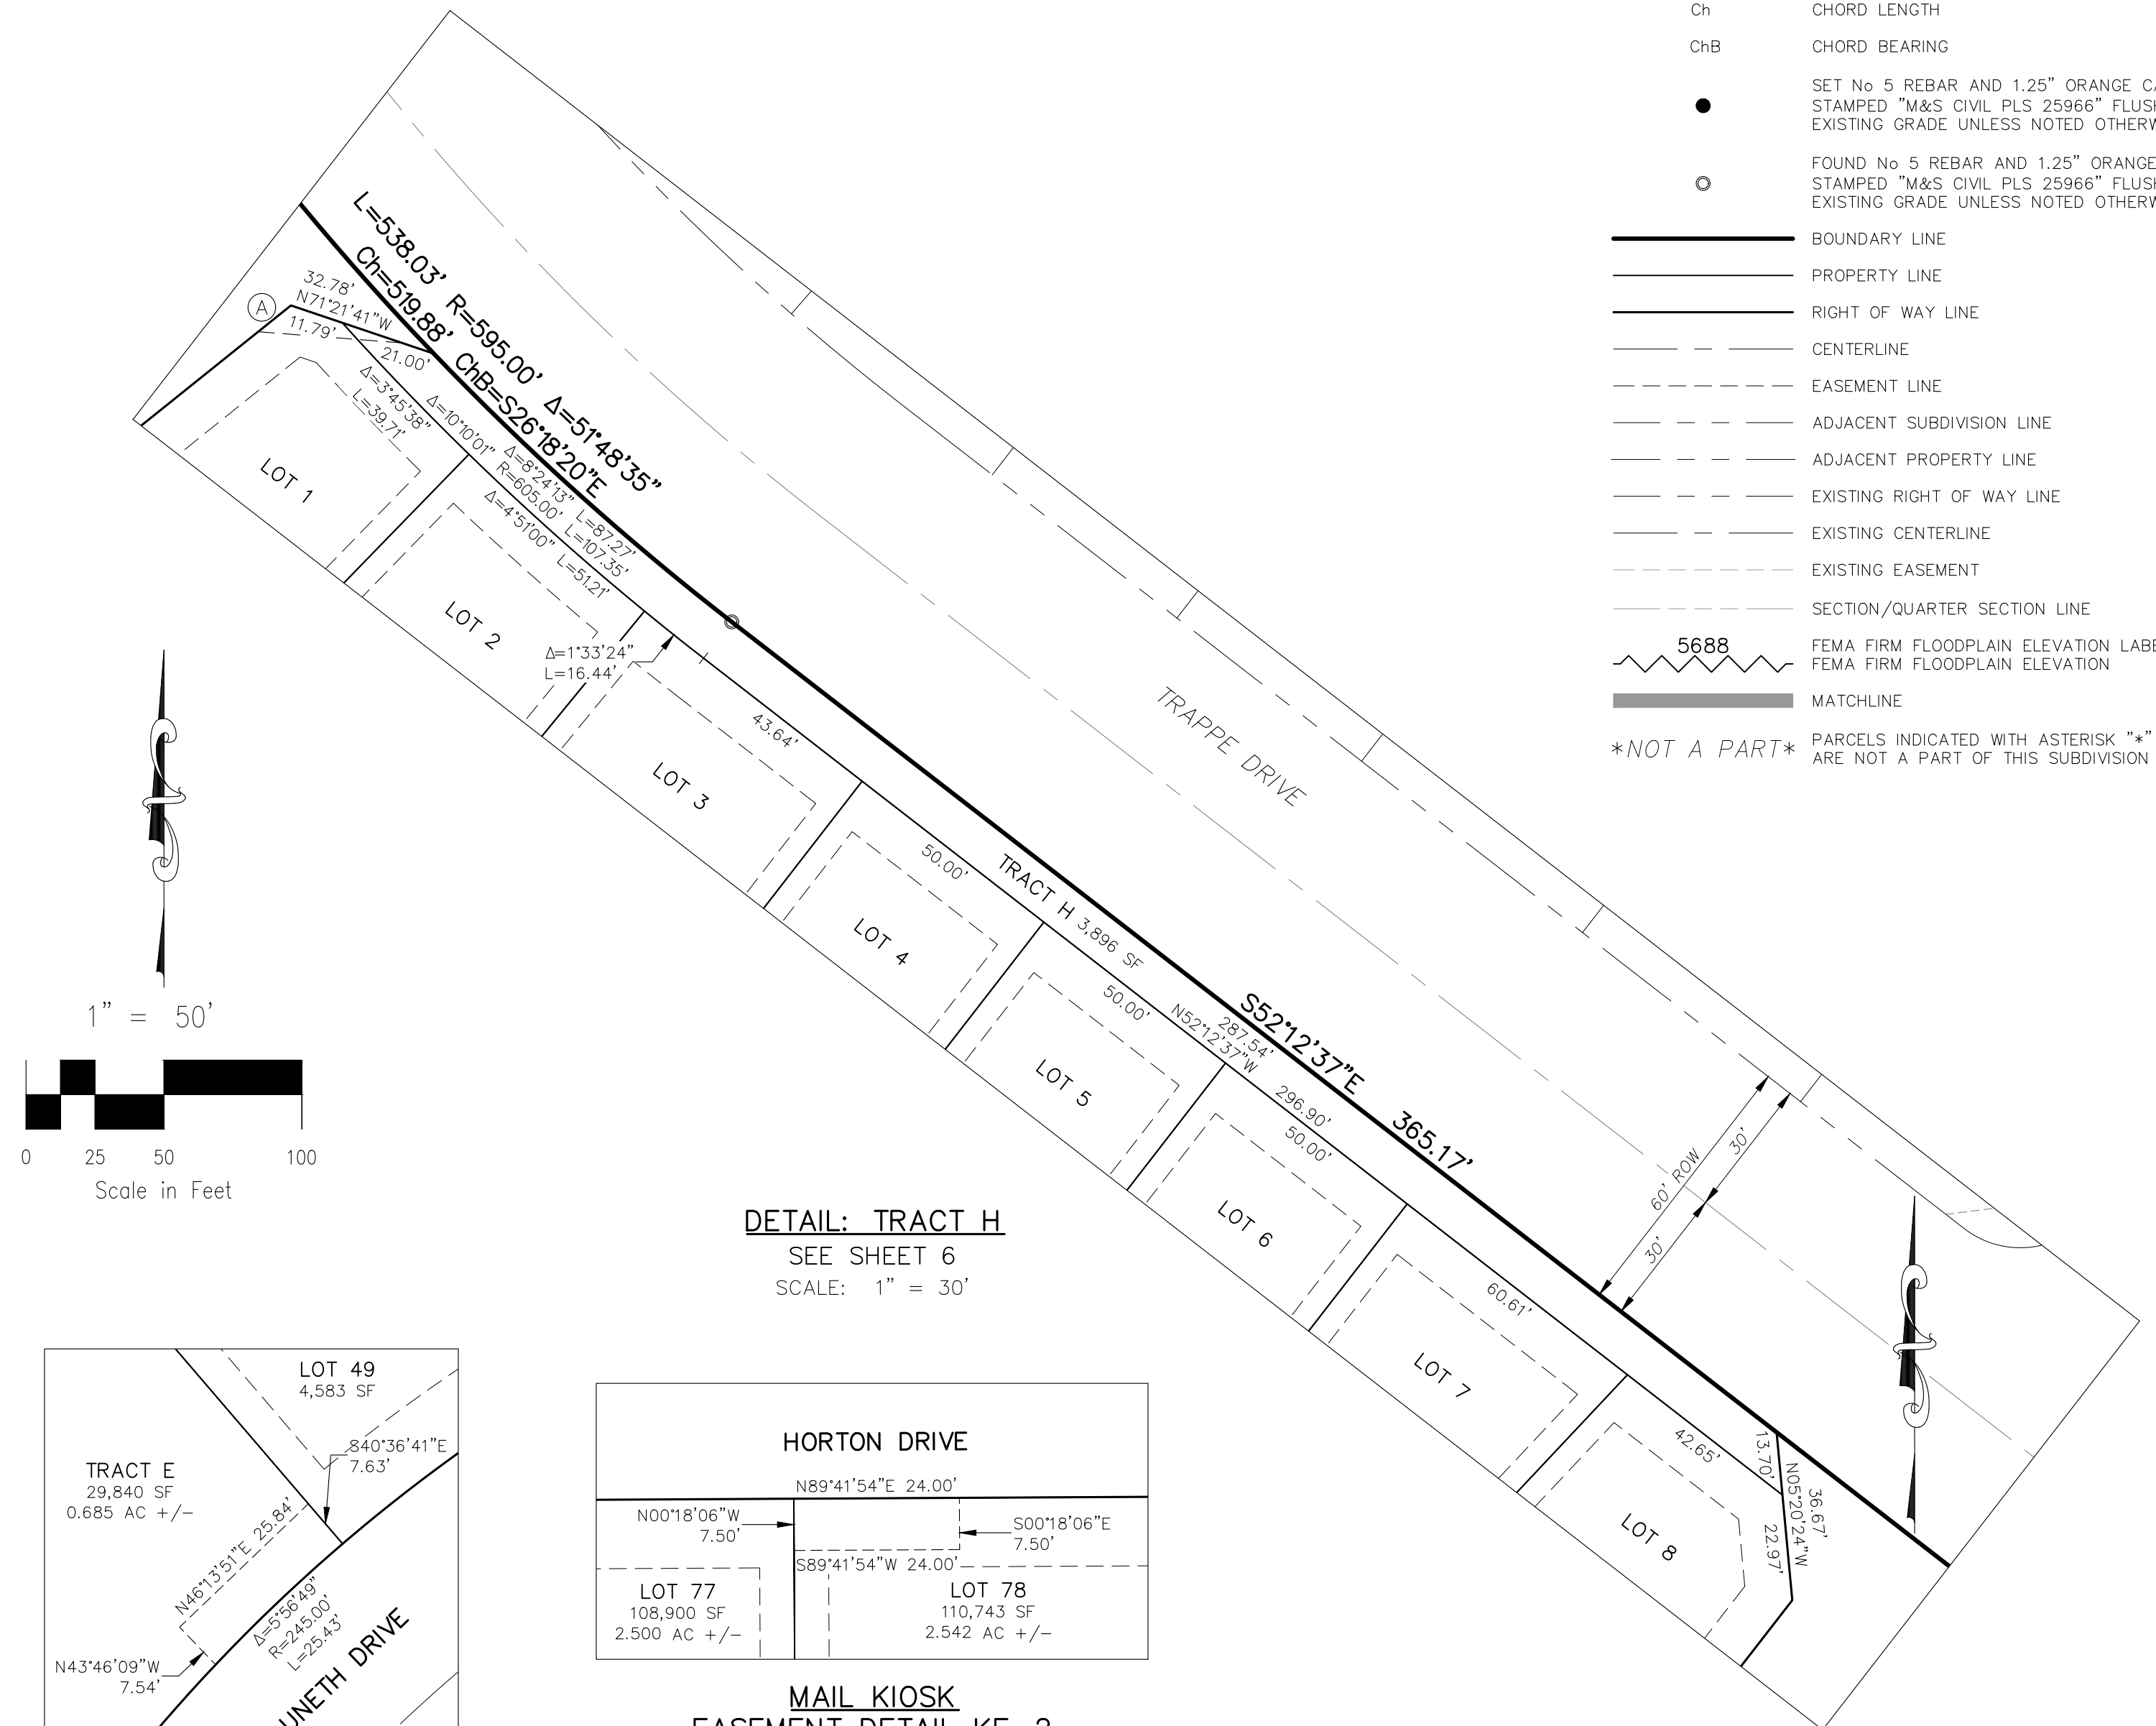 Ch CHORD LENGTH
ChB CHORD BEARING
SET No 5 REBAR AND 1.25" ORANGE
STAMPED "M&S CIVIL PLS 25966"
EXISTING GRADE UNLESS NOTED
FOUND No 5 REBAR AND 1.25" ORANGE
STAMPED "M&S CIVIL PLS 25966"
EXISTING GRADE UNLESS NOTED
BOUNDARY LINE
PROPERTY LINE
RIGHT OF WAY LINE
CENTERLINE
EASEMENT LINE
ADJACENT SUBDIVISION LINE
ADJACENT PROPERTY LINE
EXISTING RIGHT OF WAY LINE
EXISTING CENTERLINE
EXISTING EASEMENT
SECTION/QUARTER SECTION LINE
5688 FEMA FIRM FLOODPLAIN ELEVATION
FEMA FIRM FLOODPLAIN ELEVATION
MATCHLINE
*NOT A PART* PARCELS INDICATED WITH ASTERISK "*"
ARE NOT A PART OF THIS SUBDIVISION
L=538.03' R=595.00' Δ=51°48'35"
Ch=519.88' ChB=S26°18'20"E
32.78'
N71°21'41"W
A
11.79'
21.00'
Δ=3°45'38"
L=39.71'
Δ=10°10'01" R=605.00' L=107.35'
Δ=8°24'13" L=87.27'
Δ=4°51'00" L=51.21'
LOT 1
LOT 2
Δ=1°33'24"
L=16.44'
LOT 3
43.64'
TRAPPE DRIVE
LOT 4
50.00'
TRACT H 3,896 SF
LOT 5
50.00'
287.54'
N52°12'37"W 296.90'
S52°12'37"E 365.17'
LOT 6
50.00'
60' ROW
30'
30'
LOT 7
60.61'
LOT 8
42.65'
13.70'
N05°20'24"W
36.67'
22.97'
1" = 50'
0 25 50 100
Scale in Feet
DETAIL: TRACT H
SEE SHEET 6
SCALE: 1" = 30'
LOT 49
4,583 SF
S40°36'41"E
7.63'
TRACT E
29,840 SF
0.685 AC +/-
N46°13'51"E 25.84'
Δ=5°56'49"
R=245.00'
L=25.43'
N43°46'09"W
7.54'
UNETH DRIVE
HORTON DRIVE
N89°41'54"E 24.00'
N00°18'06"W
7.50'
S00°18'06"E
7.50'
S89°41'54"W 24.00'
LOT 77
108,900 SF
2.500 AC +/-
LOT 78
110,743 SF
2.542 AC +/-
MAIL KIOSK
EASEMENT DETAIL